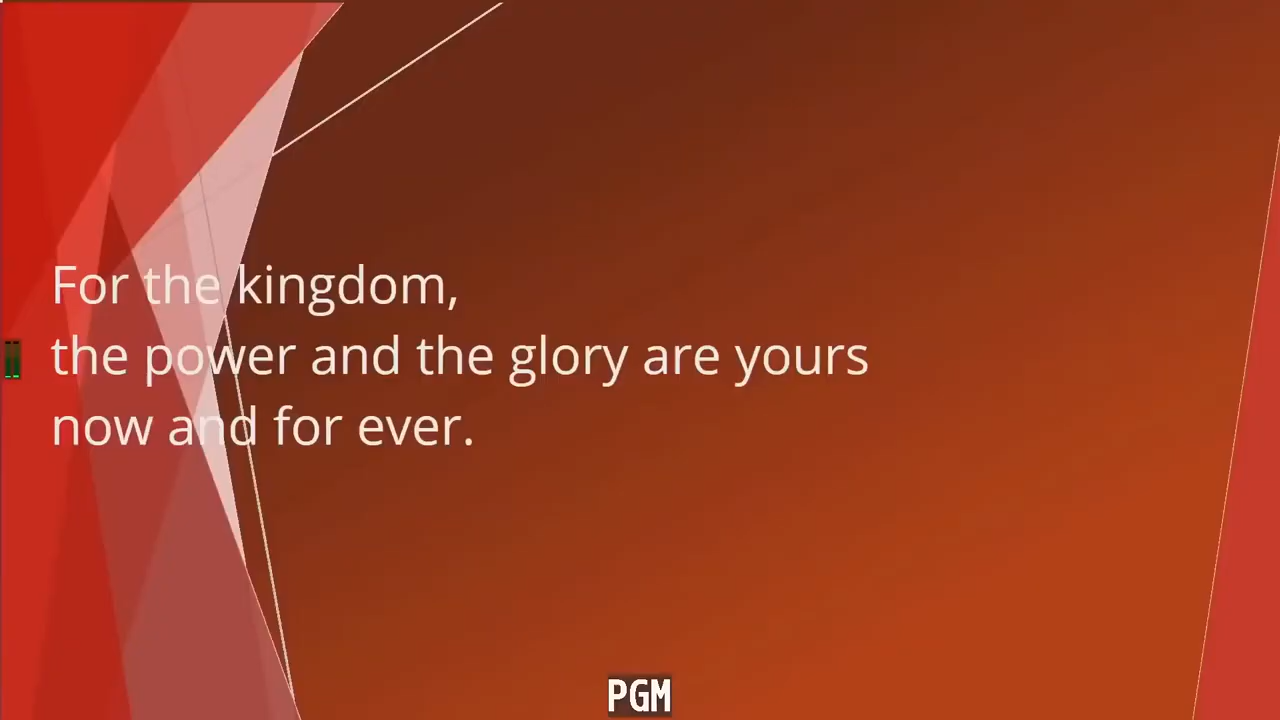 For the kingdom,
the power and the glory are yours
now and for ever.
PGM